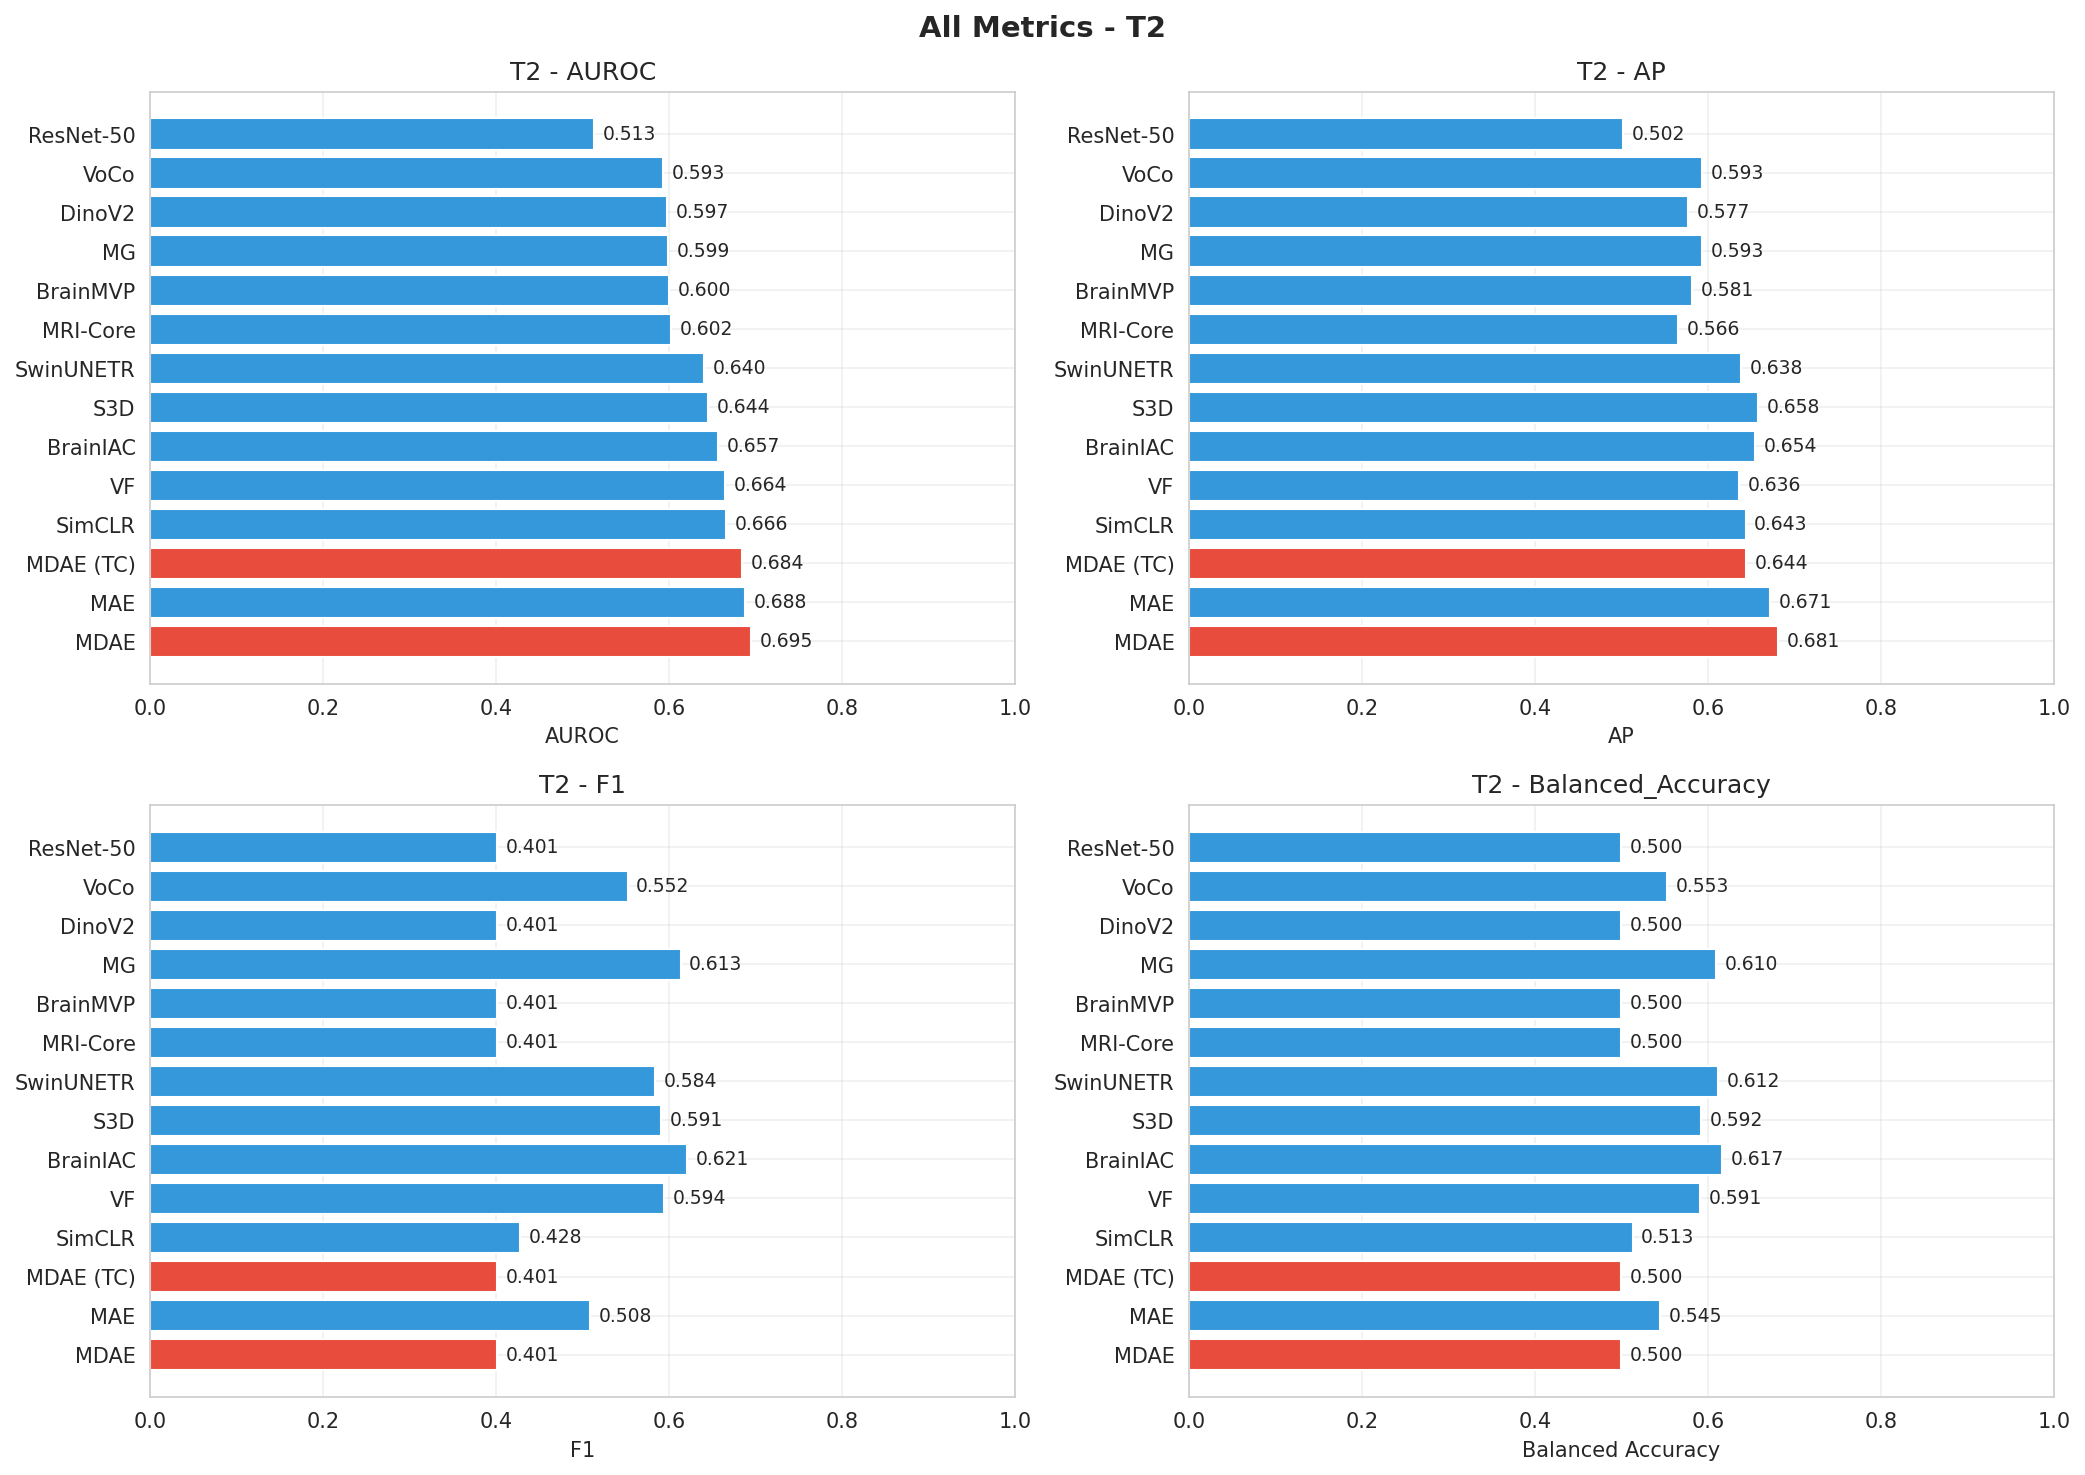 All Metrics - T2
T2 - AUROC
ResNet-50 0.513
VoCo 0.593
DinoV2 0.597
MG 0.599
BrainMVP 0.600
MRI-Core 0.602
SwinUNETR 0.640
S3D 0.644
BrainIAC 0.657
VF 0.664
SimCLR 0.666
MDAE (TC) 0.684
MAE 0.688
MDAE 0.695
0.0 0.2 0.4 0.6 0.8 1.0
AUROC
T2 - AP
ResNet-50 0.502
VoCo 0.593
DinoV2 0.577
MG 0.593
BrainMVP 0.581
MRI-Core 0.566
SwinUNETR 0.638
S3D 0.658
BrainIAC 0.654
VF 0.636
SimCLR 0.643
MDAE (TC) 0.644
MAE 0.671
MDAE 0.681
0.0 0.2 0.4 0.6 0.8 1.0
AP
T2 - F1
ResNet-50 0.401
VoCo 0.552
DinoV2 0.401
MG 0.613
BrainMVP 0.401
MRI-Core 0.401
SwinUNETR 0.584
S3D 0.591
BrainIAC 0.621
VF 0.594
SimCLR 0.428
MDAE (TC) 0.401
MAE 0.508
MDAE 0.401
0.0 0.2 0.4 0.6 0.8 1.0
F1
T2 - Balanced_Accuracy
ResNet-50 0.500
VoCo 0.553
DinoV2 0.500
MG 0.610
BrainMVP 0.500
MRI-Core 0.500
SwinUNETR 0.612
S3D 0.592
BrainIAC 0.617
VF 0.591
SimCLR 0.513
MDAE (TC) 0.500
MAE 0.545
MDAE 0.500
0.0 0.2 0.4 0.6 0.8 1.0
Balanced Accuracy